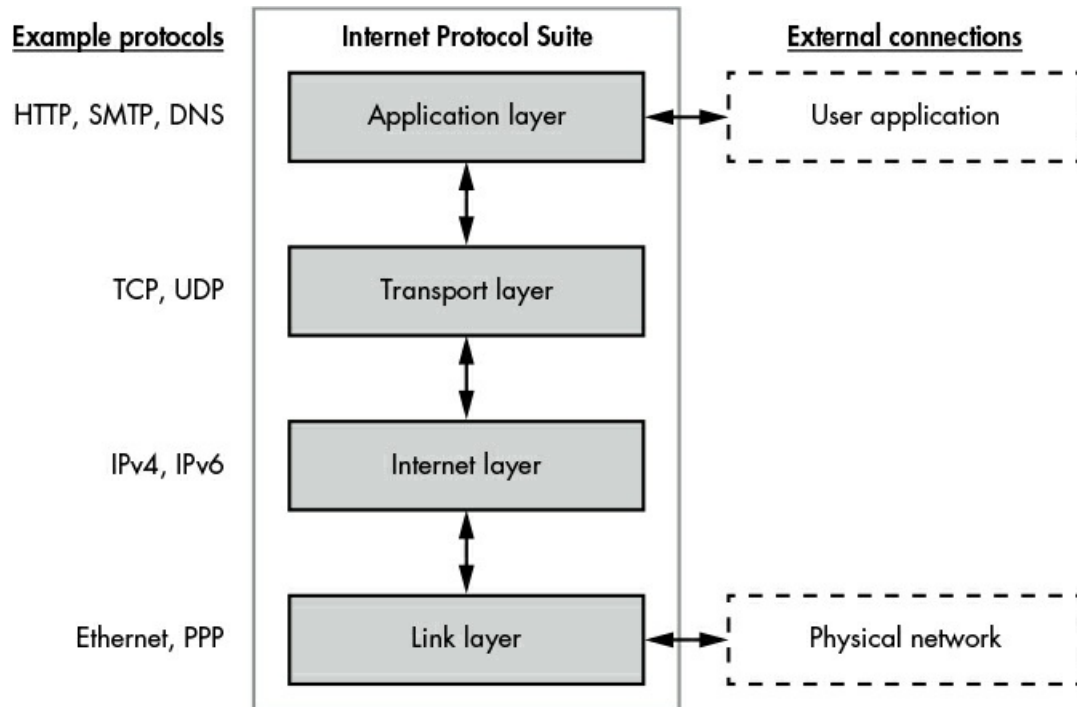 Example protocols
Internet Protocol Suite
External connections
HTTP, SMTP, DNS
Application layer
User application
TCP, UDP
Transport layer
IPv4, IPv6
Internet layer
Ethernet, PPP
Link layer
Physical network